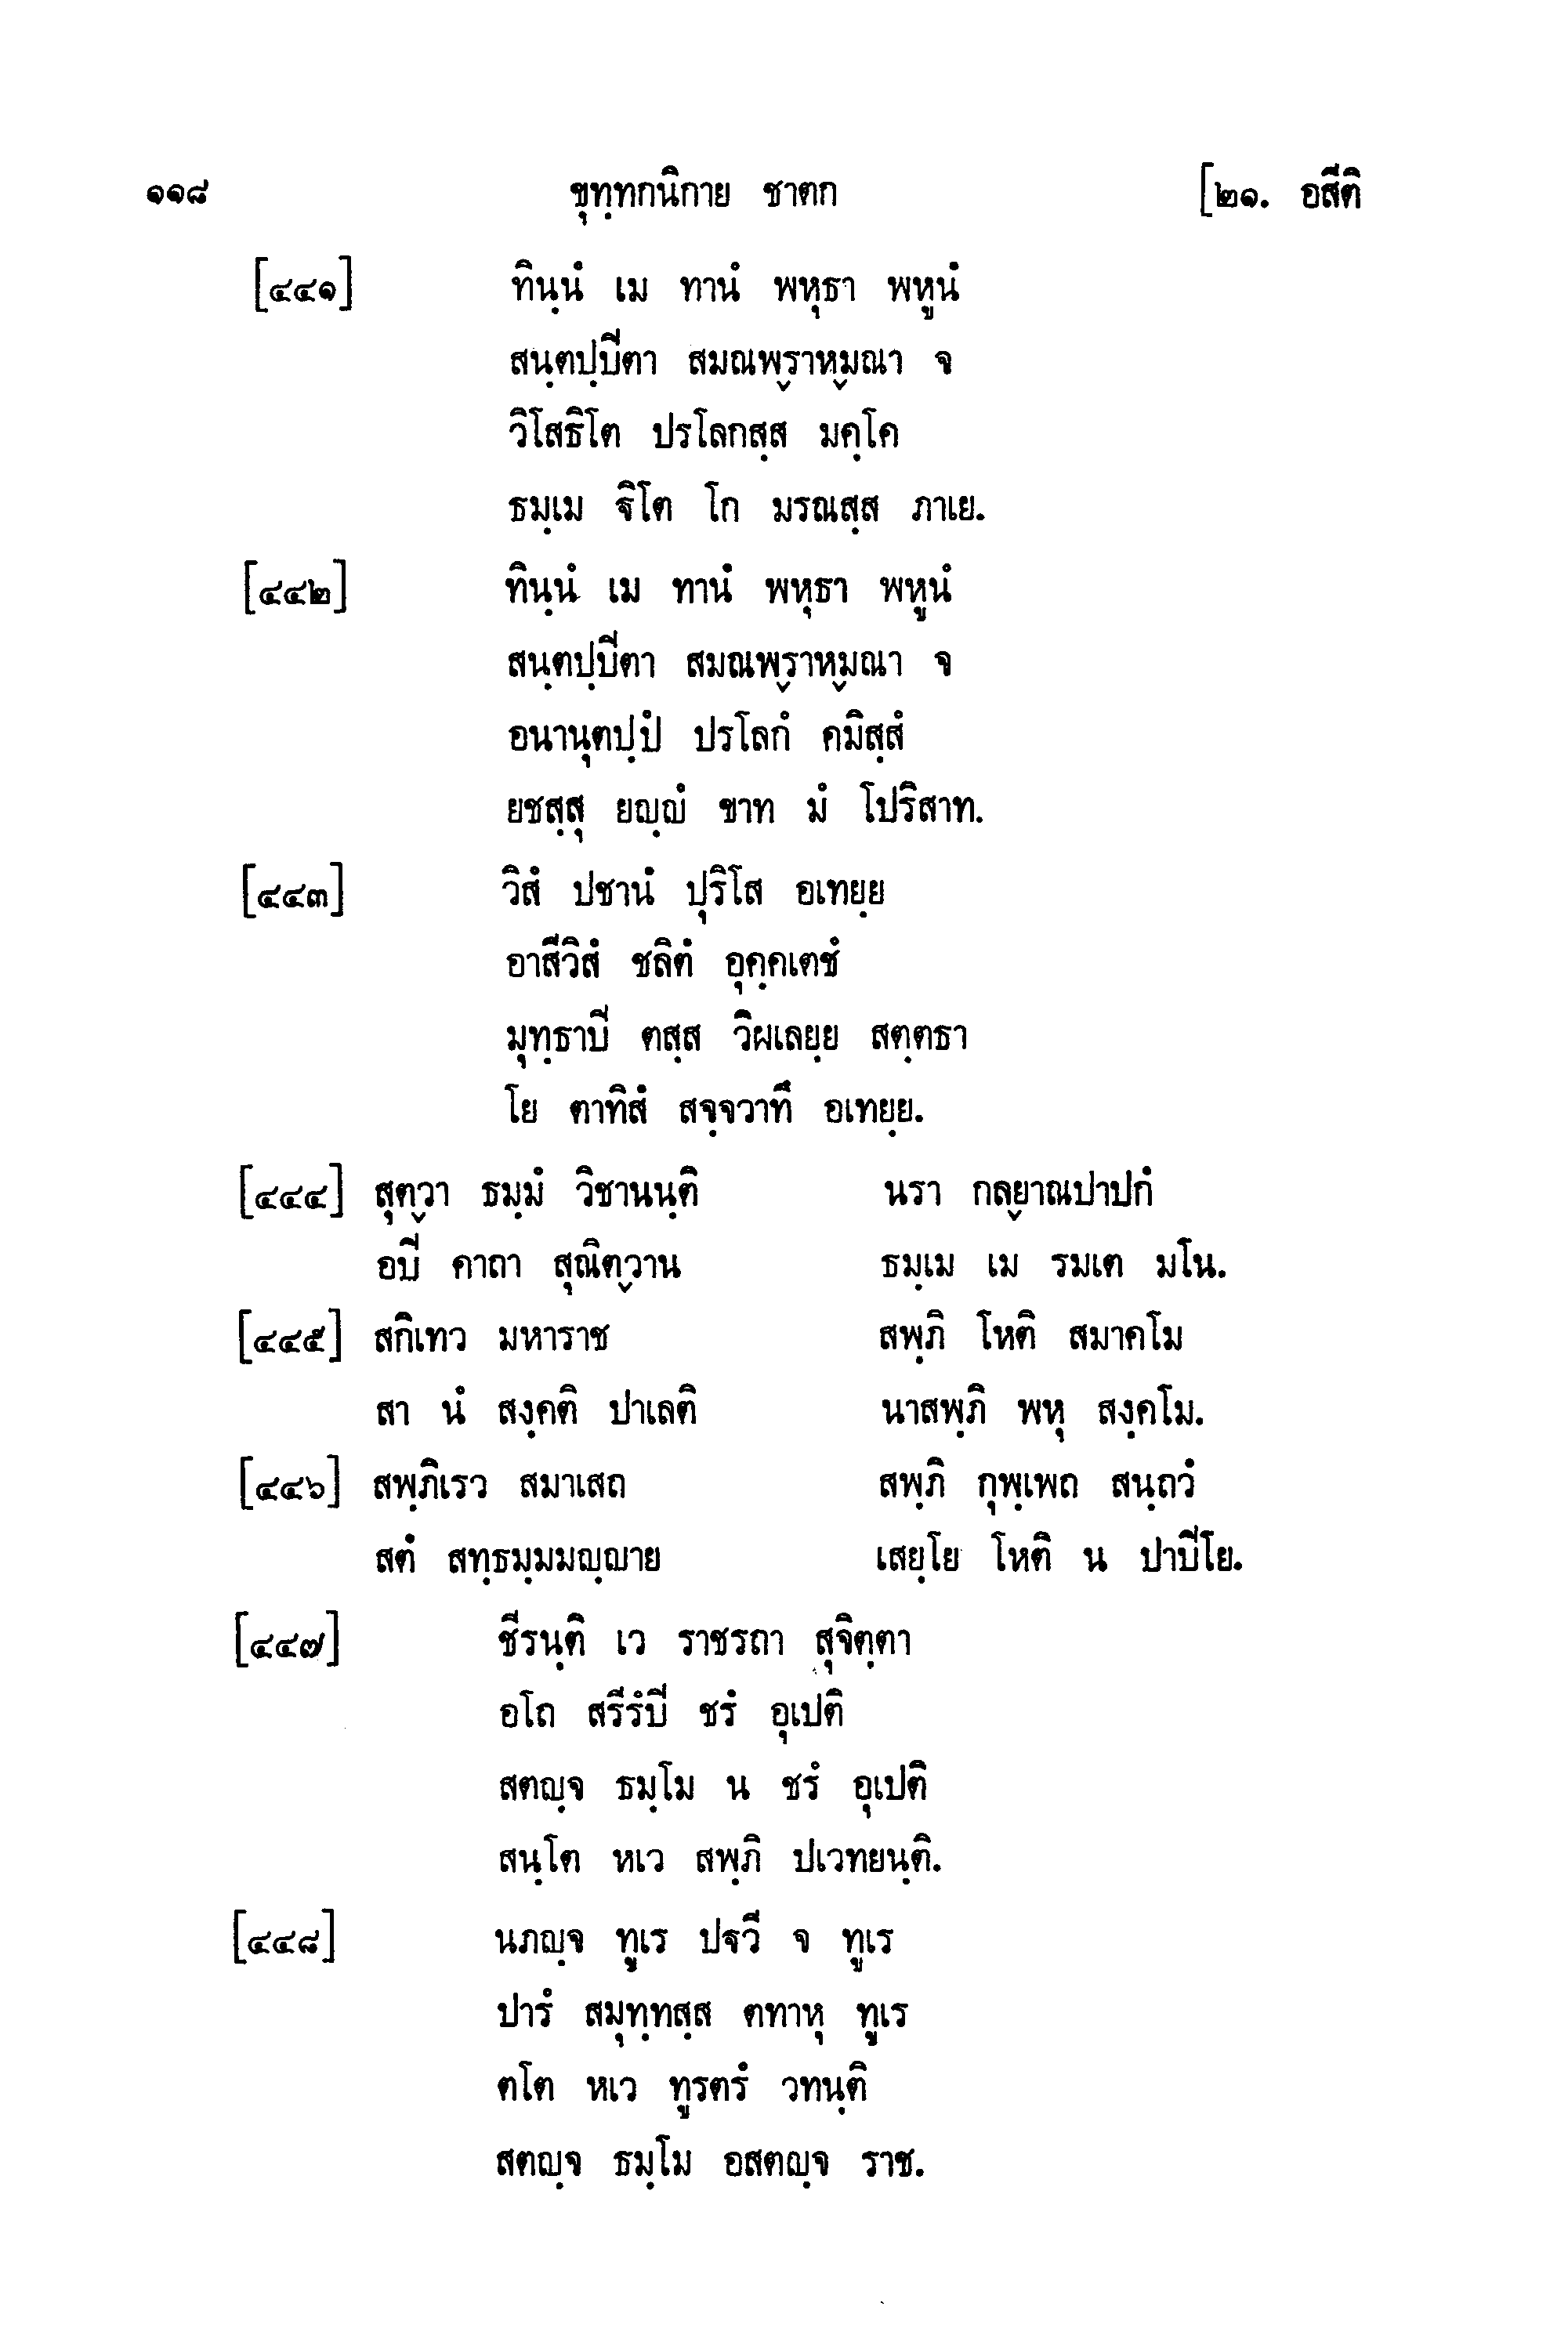 ๑๑๘ ขุทฺทกนิกาย ชาตก [๒๑. อสีติ
[๔๔๑] ทินฺนํ เม ทานํ พหุธา พหูนํ
สนฺตปฺปิตา สมณพฺราหฺมณา จ
วิโสธิโต ปรโลกสฺส มคฺโค
ธมฺเม ฐิโต โก มรณสฺส ภาเย.
[๔๔๒] ทินฺนํ เม ทานํ พหุธา พหูนํ
สนฺตปฺปิตา สมณพฺราหฺมณา จ
อนานุตปฺปํ ปรโลกํ คมิสฺสํ
ยชสฺสุ ยญฺญํ ขาท มํ โปริสาท.
[๔๔๓] วิสํ ปชานํ ปุริโส อเทยฺย
อาสีวิสํ ชลิตํ อุคฺคเตชํ
มุทฺธาปิ ตสฺส วิผเลยฺย สตฺตธา
โย ตาทิสํ สจฺจวาทึ อเทยฺย.
[๔๔๔] สุตฺวา ธมฺมํ วิชานนฺติ นรา กลฺยาณปาปกํ
อปิ คาถา สุณิตฺวาน ธมฺเม เม รมเต มโน.
[๔๔๕] สกิเทว มหาราช สพฺภิ โหติ สมาคโม
สา นํ สงฺคติ ปาเลติ นาสพฺภิ พหุ สงฺคโม.
[๔๔๖] สพฺภิเรว สมาเสถ สพฺภิ กุพฺเพถ สนฺถวํ
สตํ สทฺธมฺมมญฺญาย เสยฺโย โหติ น ปาปิโย.
[๔๔๗] ชีรนฺติ เว ราชรถา สุจิตฺตา
อโถ สรีรํปิ ชรํ อุเปติ
สตญฺจ ธมฺโม น ชรํ อุเปติ
สนฺโต หเว สพฺภิ ปเวทยนฺติ.
[๔๔๘] นภญฺจ ทูเร ปฐวี จ ทูเร
ปารํ สมุทฺทสฺส ตทาหุ ทูเร
ตโต หเว ทูรตรํ วทนฺติ
สตญฺจ ธมฺโม อสตญฺจ ราช.